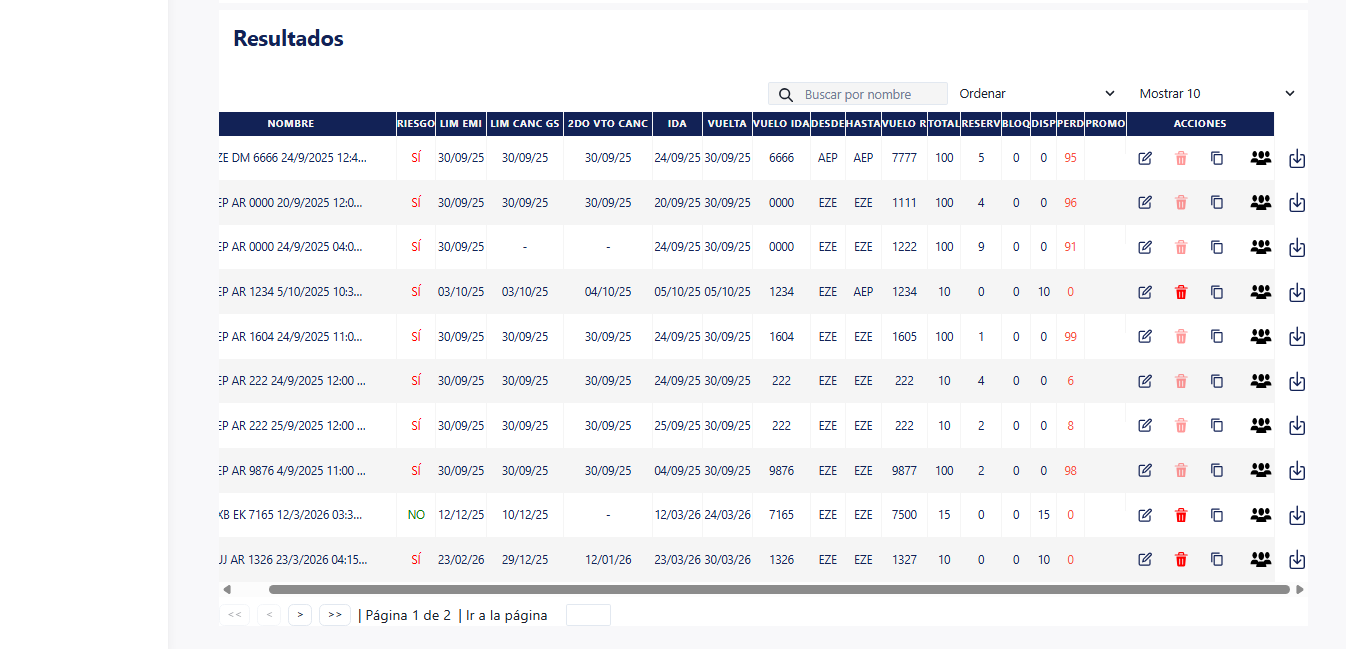 Resultados
Buscar por nombre Ordenar Mostrar 10
NOMBRE RIESGO LIM EMI LIM CANC GS 2DO VTO CANC IDA VUELTA VUELO IDA DESDE HASTA VUELO R TOTAL RESERV BLOQ DISP PERD PROMO ACCIONES
ZE DM 6666 24/9/2025 12:4... SÍ 30/09/25 30/09/25 30/09/25 24/09/25 30/09/25 6666 AEP AEP 7777 100 5 0 0 95
EP AR 0000 20/9/2025 12:0... SÍ 30/09/25 30/09/25 30/09/25 20/09/25 30/09/25 0000 EZE EZE 1111 100 4 0 0 96
EP AR 0000 24/9/2025 04:0... SÍ 30/09/25 - - 24/09/25 30/09/25 0000 EZE EZE 1222 100 9 0 0 91
EP AR 1234 5/10/2025 10:3... SÍ 03/10/25 03/10/25 04/10/25 05/10/25 05/10/25 1234 EZE AEP 1234 10 0 0 10 0
EP AR 1604 24/9/2025 11:0... SÍ 30/09/25 30/09/25 30/09/25 24/09/25 30/09/25 1604 EZE EZE 1605 100 1 0 0 99
EP AR 222 24/9/2025 12:00 ... SÍ 30/09/25 30/09/25 30/09/25 24/09/25 30/09/25 222 EZE EZE 222 10 4 0 0 6
EP AR 222 25/9/2025 12:00 ... SÍ 30/09/25 30/09/25 30/09/25 25/09/25 30/09/25 222 EZE EZE 222 10 2 0 0 8
EP AR 9876 4/9/2025 11:00 ... SÍ 30/09/25 30/09/25 30/09/25 04/09/25 30/09/25 9876 EZE EZE 9877 100 2 0 0 98
XB EK 7165 12/3/2026 03:3... NO 12/12/25 10/12/25 - 12/03/26 24/03/26 7165 EZE EZE 7500 15 0 0 15 0
JJ AR 1326 23/3/2026 04:15... SÍ 23/02/26 29/12/25 12/01/26 23/03/26 30/03/26 1326 EZE EZE 1327 10 0 0 10 0
<< < > >> | Página 1 de 2 | Ir a la página